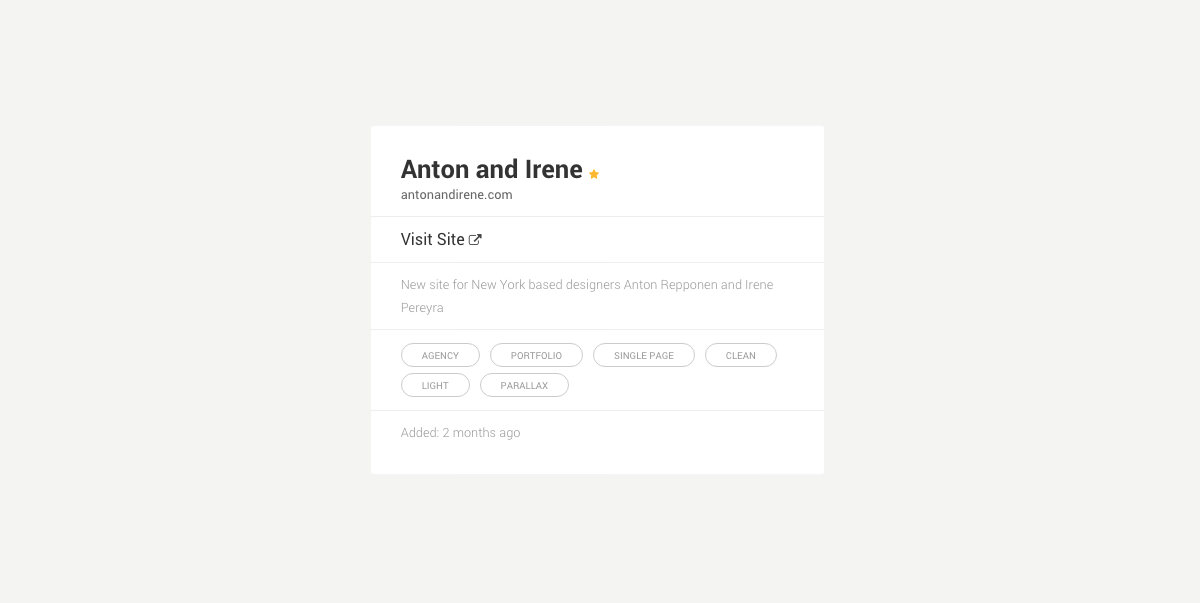 Anton and Irene
antonandirene.com
Visit Site
New site for New York based designers Anton Repponen and Irene
Pereyra
AGENCY PORTFOLIO SINGLE PAGE CLEAN
LIGHT PARALLAX
Added: 2 months ago